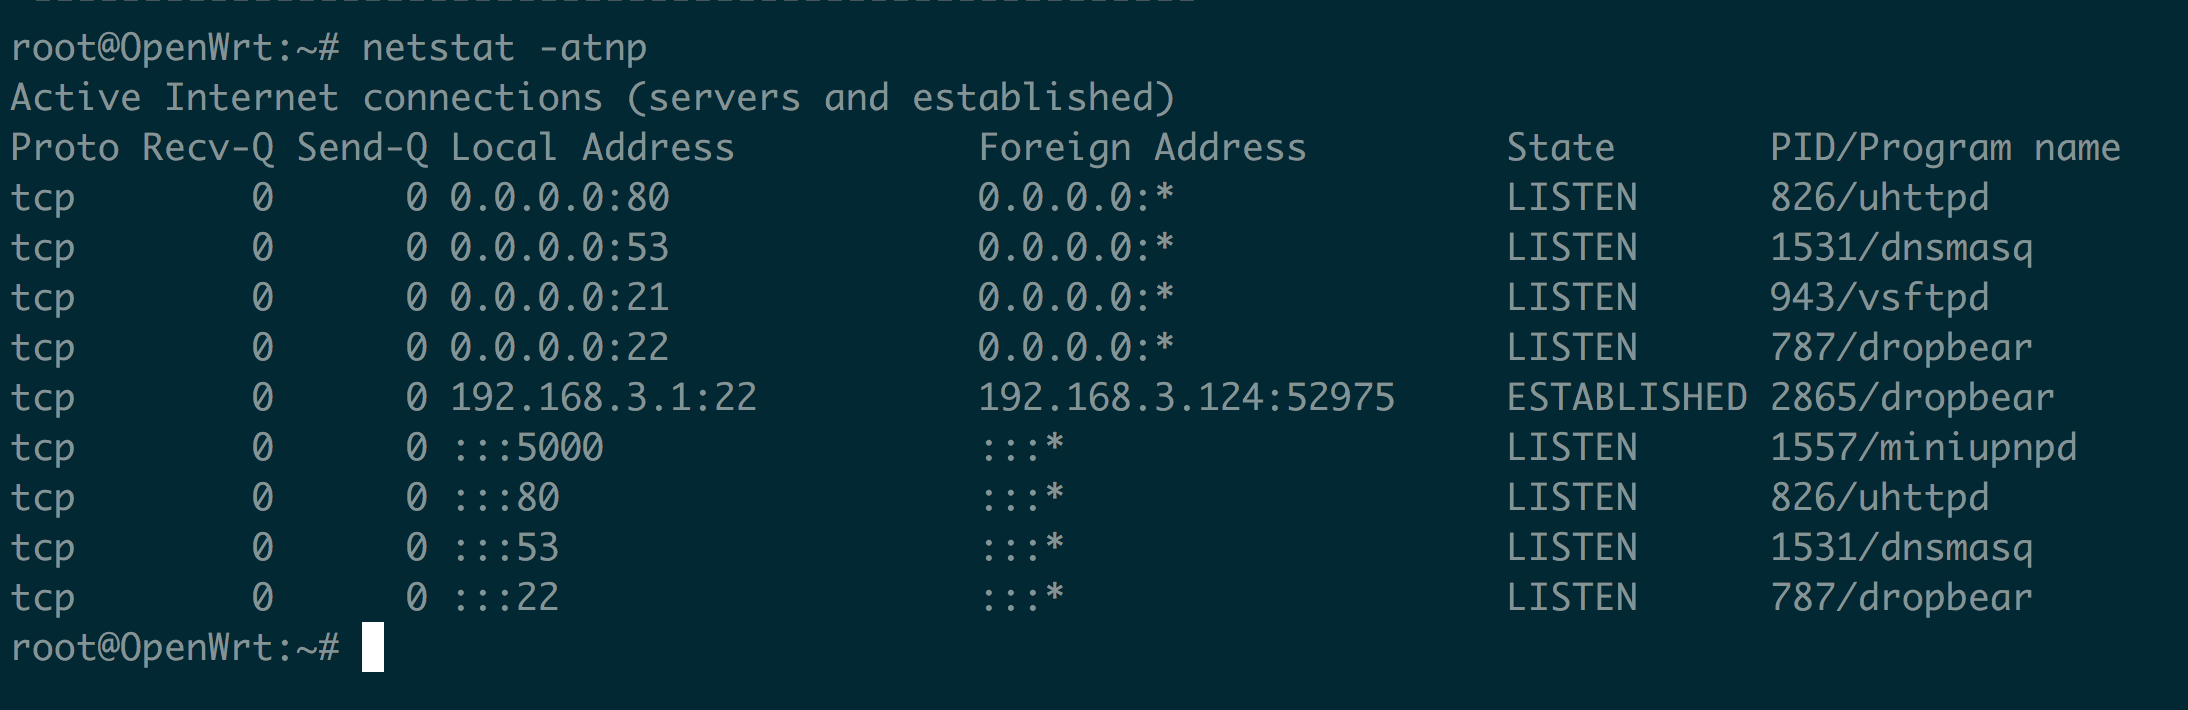 root@OpenWrt:~# netstat -atnp
Active Internet connections (servers and established)
Proto Recv-Q Send-Q Local Address           Foreign Address         State       PID/Program name
tcp        0      0 0.0.0.0:80              0.0.0.0:*               LISTEN      826/uhttpd
tcp        0      0 0.0.0.0:53              0.0.0.0:*               LISTEN      1531/dnsmasq
tcp        0      0 0.0.0.0:21              0.0.0.0:*               LISTEN      943/vsftpd
tcp        0      0 0.0.0.0:22              0.0.0.0:*               LISTEN      787/dropbear
tcp        0      0 192.168.3.1:22          192.168.3.124:52975     ESTABLISHED 2865/dropbear
tcp        0      0 :::5000                 :::*                    LISTEN      1557/miniupnpd
tcp        0      0 :::80                   :::*                    LISTEN      826/uhttpd
tcp        0      0 :::53                   :::*                    LISTEN      1531/dnsmasq
tcp        0      0 :::22                   :::*                    LISTEN      787/dropbear
root@OpenWrt:~#